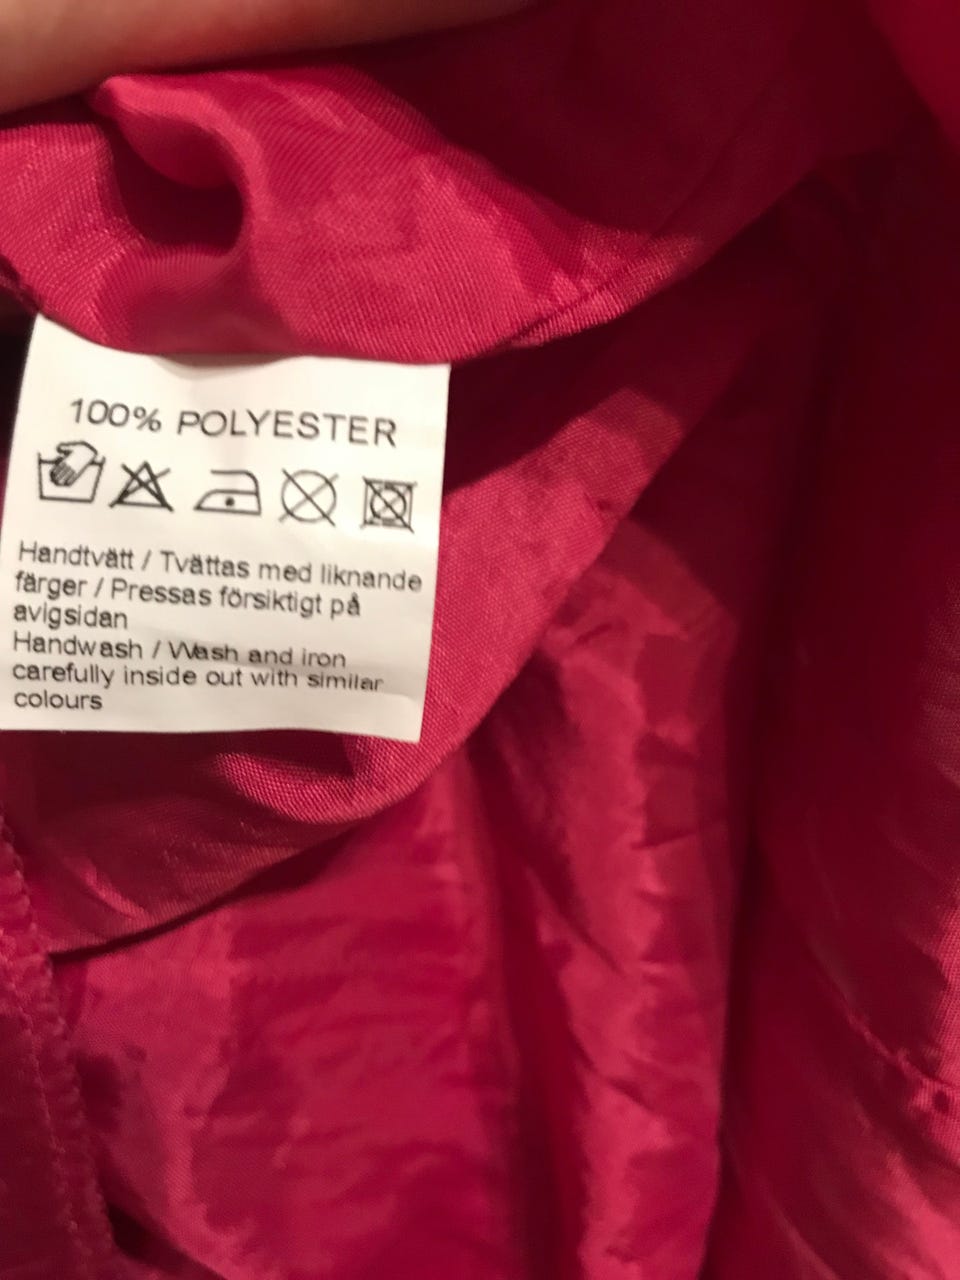 100% POLYESTER
Handtvätt / Tvättas med liknande
färger / Pressas försiktigt på
avigsidan
Handwash / Wash and iron
carefully inside out with similar
colours